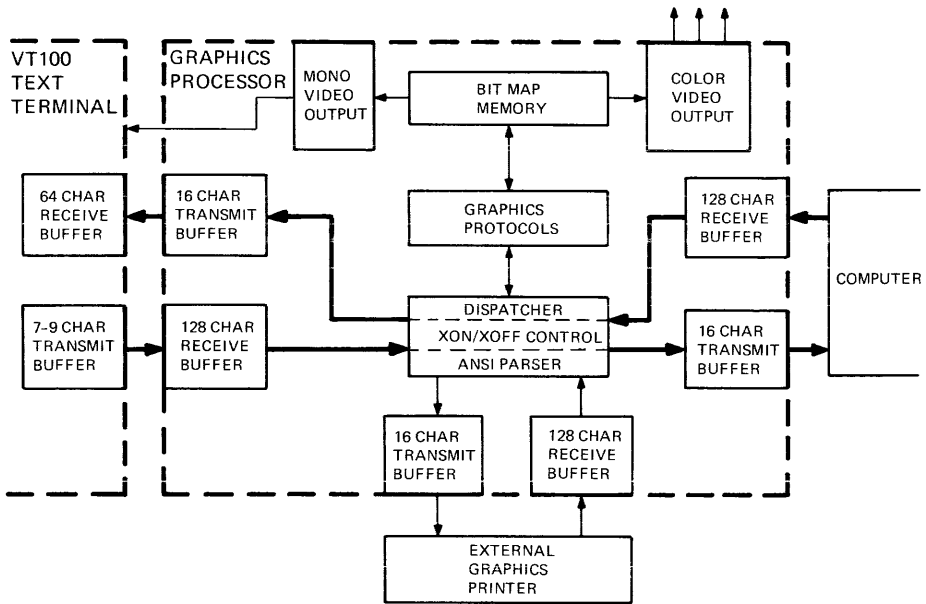 VT100
TEXT
TERMINAL
GRAPHICS
PROCESSOR
MONO
VIDEO
OUTPUT
BIT MAP
MEMORY
COLOR
VIDEO
OUTPUT
64 CHAR
RECEIVE
BUFFER
16 CHAR
TRANSMIT
BUFFER
GRAPHICS
PROTOCOLS
128 CHAR
RECEIVE
BUFFER
COMPUTER
7-9 CHAR
TRANSMIT
BUFFER
128 CHAR
RECEIVE
BUFFER
DISPATCHER
XON/XOFF CONTROL
ANSI PARSER
16 CHAR
TRANSMIT
BUFFER
16 CHAR
TRANSMIT
BUFFER
128 CHAR
RECEIVE
BUFFER
EXTERNAL
GRAPHICS
PRINTER